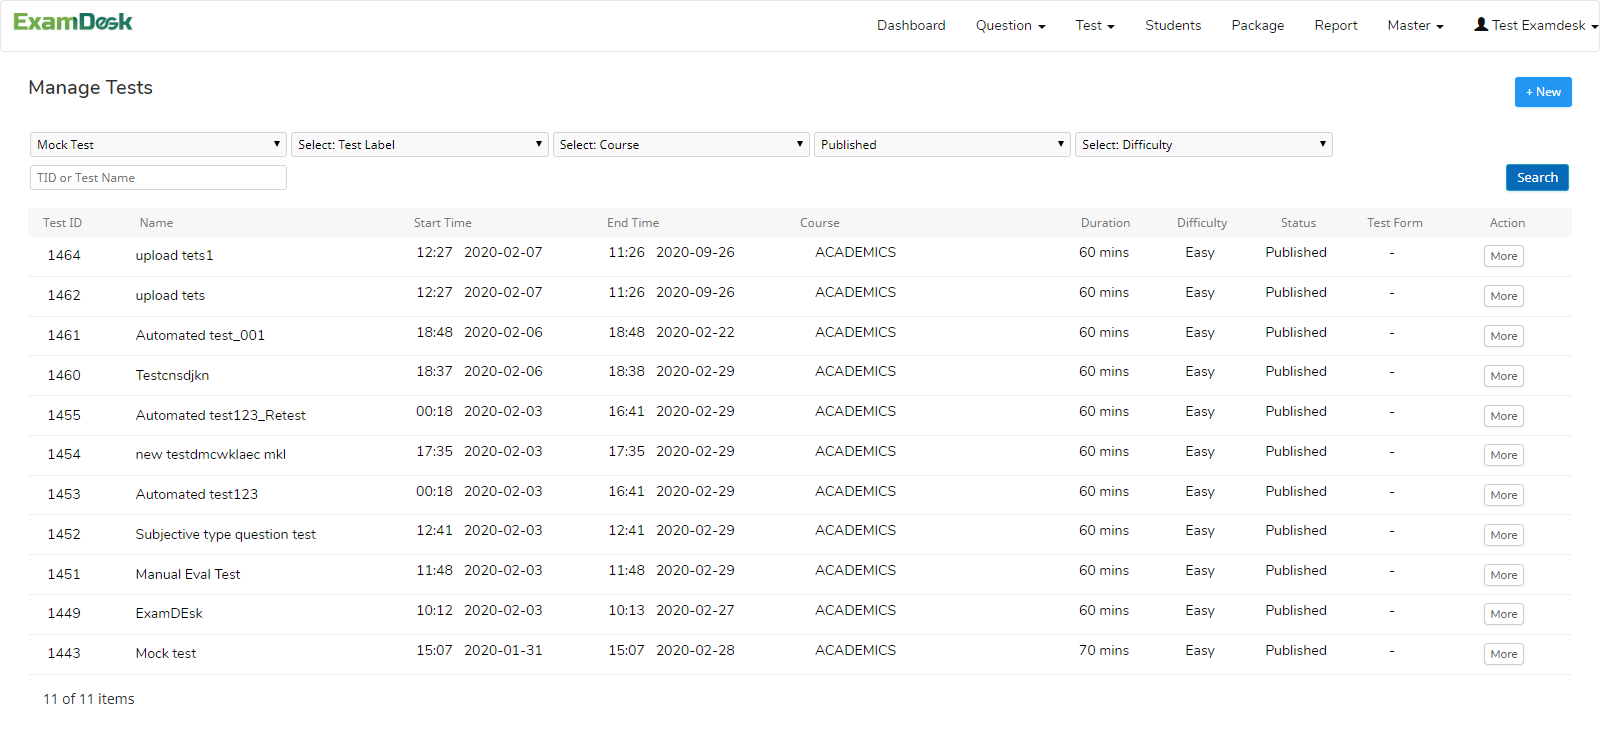 ExamDesk Dashboard Question Test Students Package Report Master Test Examdesk
Manage Tests
+ New
Mock Test Select: Test Label Select: Course Published Select: Difficulty
TID or Test Name Search
Test ID Name Start Time End Time Course Duration Difficulty Status Test Form Action
1464 upload tets1 12:27 2020-02-07 11:26 2020-09-26 ACADEMICS 60 mins Easy Published - More
1462 upload tets 12:27 2020-02-07 11:26 2020-09-26 ACADEMICS 60 mins Easy Published - More
1461 Automated test_001 18:48 2020-02-06 18:48 2020-02-22 ACADEMICS 60 mins Easy Published - More
1460 Testcnsdjkn 18:37 2020-02-06 18:38 2020-02-29 ACADEMICS 60 mins Easy Published - More
1455 Automated test123_Retest 00:18 2020-02-03 16:41 2020-02-29 ACADEMICS 60 mins Easy Published - More
1454 new testdmcwklaec mkl 17:35 2020-02-03 17:35 2020-02-29 ACADEMICS 60 mins Easy Published - More
1453 Automated test123 00:18 2020-02-03 16:41 2020-02-29 ACADEMICS 60 mins Easy Published - More
1452 Subjective type question test 12:41 2020-02-03 12:41 2020-02-29 ACADEMICS 60 mins Easy Published - More
1451 Manual Eval Test 11:48 2020-02-03 11:48 2020-02-29 ACADEMICS 60 mins Easy Published - More
1449 ExamDEsk 10:12 2020-02-03 10:13 2020-02-27 ACADEMICS 60 mins Easy Published - More
1443 Mock test 15:07 2020-01-31 15:07 2020-02-28 ACADEMICS 70 mins Easy Published - More
11 of 11 items